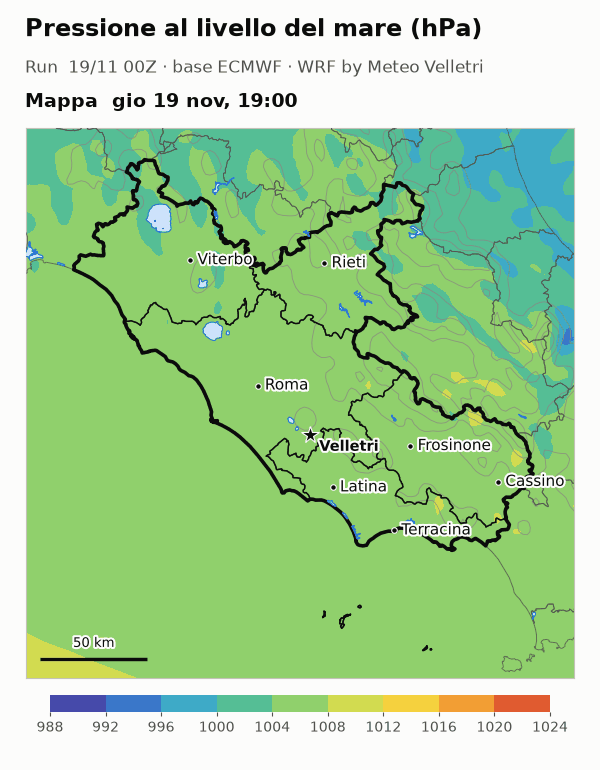 Pressione al livello del mare (hPa)
Run  19/11 00Z · base ECMWF · WRF by Meteo Velletri
Mappa  gio 19 nov, 19:00
Viterbo
Rieti
Roma
Velletri
Frosinone
Latina
Cassino
Terracina
50 km
988 992 996 1000 1004 1008 1012 1016 1020 1024